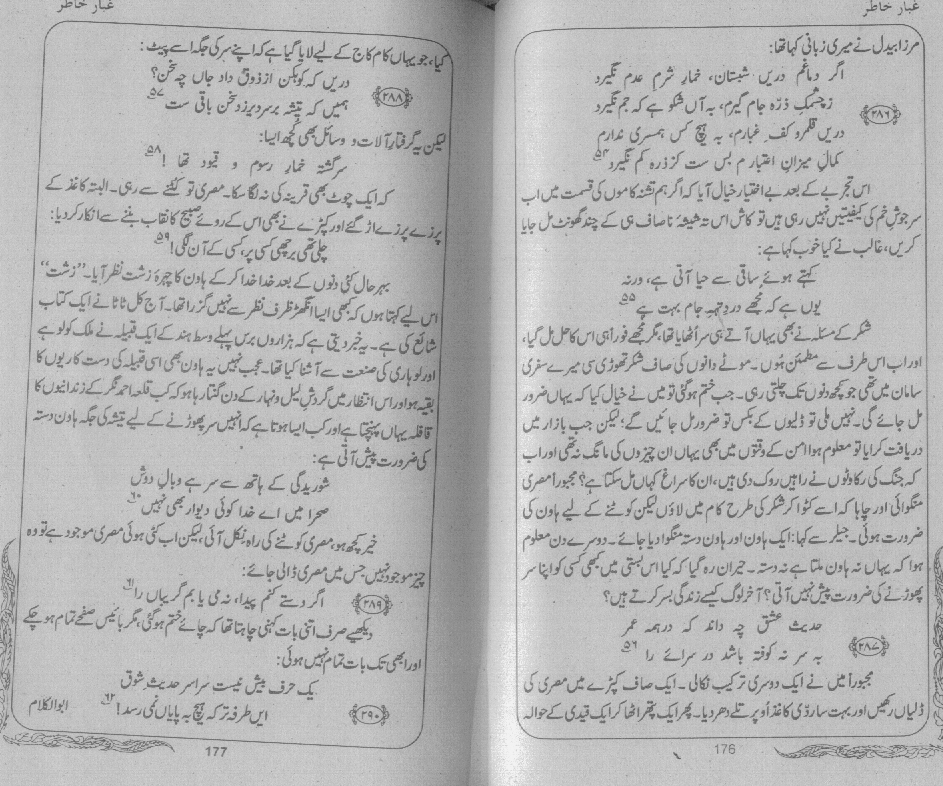 غبار خاطر
مرزا بیدل نے میری زبانی کہا تھا:
اگر دماغم دریں شبستان، خمارِ شرمِ عدم نگیرد
زچشمکِ ذرّہ جام گیرم، بہ آں شکو ہے کہ جم نگیرد
۲۸۶
دریں قلمرو کفِ غبارم، بہ ہیچ کس ہمسری ندارم
کمالِ میزانِ اعتبارم بس ست کز ذرہ کم نگیرد ۵۴
اس تجربے کے بعد بے اختیار خیال آیا کہ اگر ہم تشنہ کاموں کی قسمت میں اب
سر جوشِ خُم کی کیفیتیں نہیں رہی ہیں تو کاش اس تہِ شیشۂ ناصاف ہی کے چند گھونٹ مل جایا
کریں، غالب نے کیا خوب کہا ہے:
کہتے ہوئے ساقی سے حیا آتی ہے، ورنہ
یوں ہے کہ مجھے دردِ تہِ جام بہت ہے ۵۵
شکر کے مسئلہ نے بھی یہاں آتے ہی سر اُٹھایا تھا، مگر مجھے فوراً ہی اس کا حل مل گیا،
اور اب اس طرف سے مطمئن ہُوں۔ موٹے دانوں کی صاف شکر تھوڑی سی میرے سفری
سامان میں تھی جو کچھ دنوں تک چلتی رہی۔ جب ختم ہو گئی تو میں نے خیال کیا کہ یہاں ضرور
مل جائے گی۔ نہیں ملی تو ڈلیوں کے بکس تو ضرور مل جائیں گے؛ لیکن جب بازار میں
دریافت کرایا تو معلوم ہوا امن کے وقتوں میں بھی یہاں ان چیزوں کی مانگ نہ تھی اور اب
کہ جنگ کی رکاوٹوں نے راہیں روک دی ہیں، ان کا سراغ کہاں مل سکتا ہے؟ مجبوراً مصری
منگوائی اور چاہا کہ اسے کٹوا کر شکر کی طرح کام میں لاؤں لیکن کوٹنے کے لیے ہاون کی
ضرورت ہوئی۔ جیلر سے کہا: ایک ہاون اور ہاون دستہ منگوا دیا جائے۔ دوسرے دن معلوم
ہوا کہ یہاں نہ ہاون ملتا ہے نہ دستہ۔ حیران رہ گیا کہ کیا اس بستی میں کبھی کسی کو اپنا سر
پھوڑنے کی ضرورت پیش نہیں آتی؟ آخر لوگ کیسے زندگی بسر کرتے ہیں؟
حدیث عشق چہ داند کہ در ہمہ عمر
۲۸۷
بہ سر نہ کوفتہ باشد در سرائے را ۵۶
مجبوراً میں نے ایک دوسری ترکیب نکالی۔ ایک صاف کپڑے میں مصری کی
ڈلیاں رکھیں اور بہت سا ردّی کاغذ اُوپر تلے دھر دیا۔ پھر ایک پتھر اٹھا کر ایک قیدی کے حوالہ
176
غبار خاطر
کیا، جو یہاں کام کاج کے لیے لایا گیا ہے کہ اپنے سر کی جگہ اسے پیٹ:
دریں کہ کوہکن از ذوق داد جاں چہ سخن؟
۲۸۸
ہمیں کہ تیشہ بر سر دیر زد سخن باقی ست ۵۷
لیکن یہ گرفتارِ آلات و وسائل بھی کُچھ ایسا:
سرگشتہ خمارِ رسوم و قیود تھا! ۵۸
کہ ایک چوٹ بھی قرینہ کی نہ لگا سکا۔ مصری تو کُٹنے سے رہی۔ البتہ کاغذ کے
پرزے پرزے اڑ گئے اور کپڑے نے بھی اس کے روئے صبیح کا نقاب بننے سے انکار کر دیا:
چلی تھی برچھی کسی پر، کسی کے آن لگی! ۵۹
بہر حال کئی دنوں کے بعد خدا خدا کر کے ہاون کا چہرۂ زشت نظر آیا۔ "زشت"
اس لیے کہتا ہوں کہ کبھی ایسا انگھڑ ظرف نظر سے نہیں گزرا تھا۔ آج کل ٹاٹا نے ایک کتاب
شائع کی ہے۔ یہ خبر دیتی ہے کہ ہزاروں برس پہلے وسط ہند کے ایک قبیلہ نے ملک کو لوہے
اور لوہاری کی صنعت سے آشنا کیا تھا۔ عجب نہیں یہ ہاون بھی اسی قبیلہ کی دست کاریوں کا
بقیہ ہو اور اس انتظار میں گردشِ لیل و نہار کے دن گنتا رہا ہو کہ کب قلعہ احمد نگر کے زندانیوں کا
قافلہ یہاں پہنچتا ہے اور کب ایسا ہوتا ہے کہ انہیں سر پھوڑنے کے لیے تیشہ کی جگہ ہاون دستہ
کی ضرورت پیش آتی ہے:
شوریدگی کے ہاتھ سے سر ہے وبالِ دوش
صحرا میں اے خدا کوئی دیوار بھی نہیں ۶۰
خیر کچھ ہو، مصری کوٹنے کی راہ نکل آئی، لیکن اب کٹی ہوئی مصری موجود ہے تو وہ
چیز موجود نہیں جس میں مصری ڈالی جائے:
۲۸۹
اگر دستے کنم پیدا، نہ می یابم گریباں را ۶۱
دیکھیے صرف اتنی بات کہنی چاہتا تھا کہ چائے ختم ہو گئی، مگر بائیس صفحے تمام ہو چکے
اور ابھی تک بات تمام نہیں ہوئی:
یک حرف بیش نیست سراسر حدیثِ شوق
۲۹۰
ایں طرفہ تر کہ ہیچ بہ پایاں نمی رسد! ۶۲
ابوالکلام
177